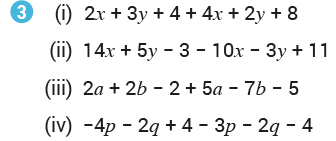 3 (i) 2x + 3y + 4 + 4x + 2y + 8
(ii) 14x + 5y − 3 − 10x − 3y + 11
(iii) 2a + 2b − 2 + 5a − 7b − 5
(iv) −4p − 2q + 4 − 3p − 2q − 4